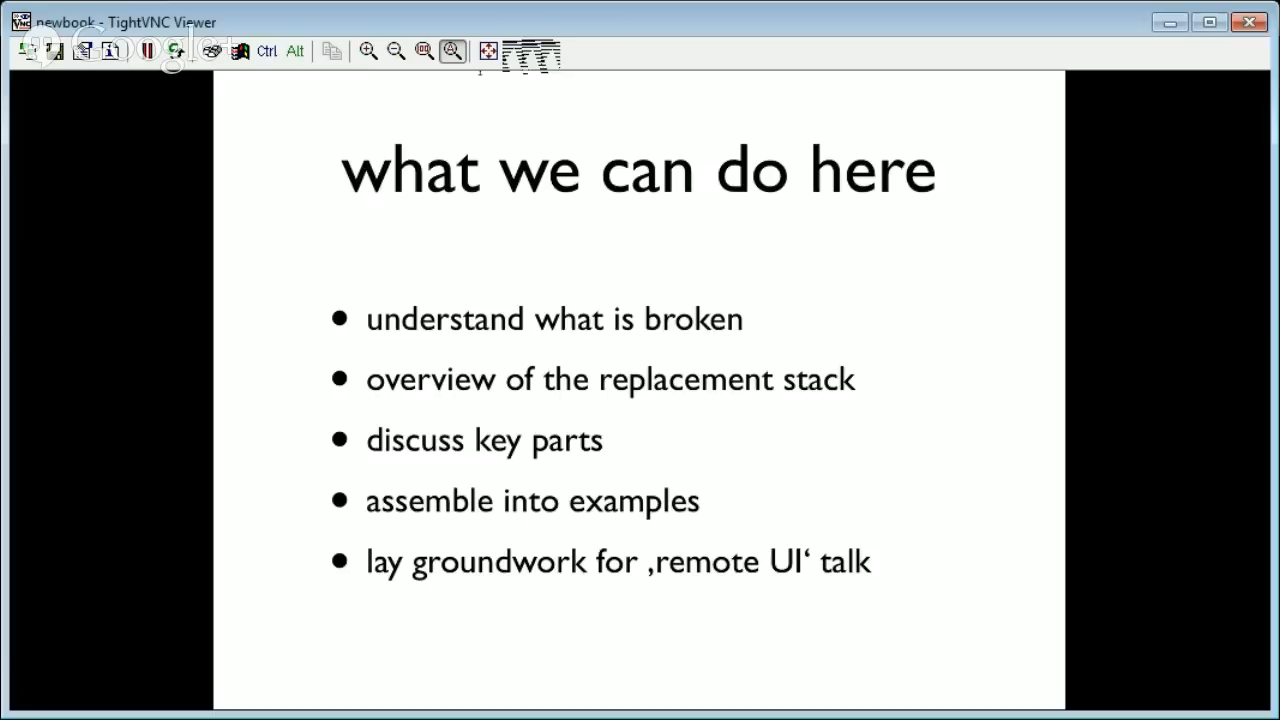 newbook - TightVNC Viewer
Google+
Ctrl Alt
what we can do here
• understand what is broken
• overview of the replacement stack
• discuss key parts
• assemble into examples
• lay groundwork for ‚remote UI‘ talk